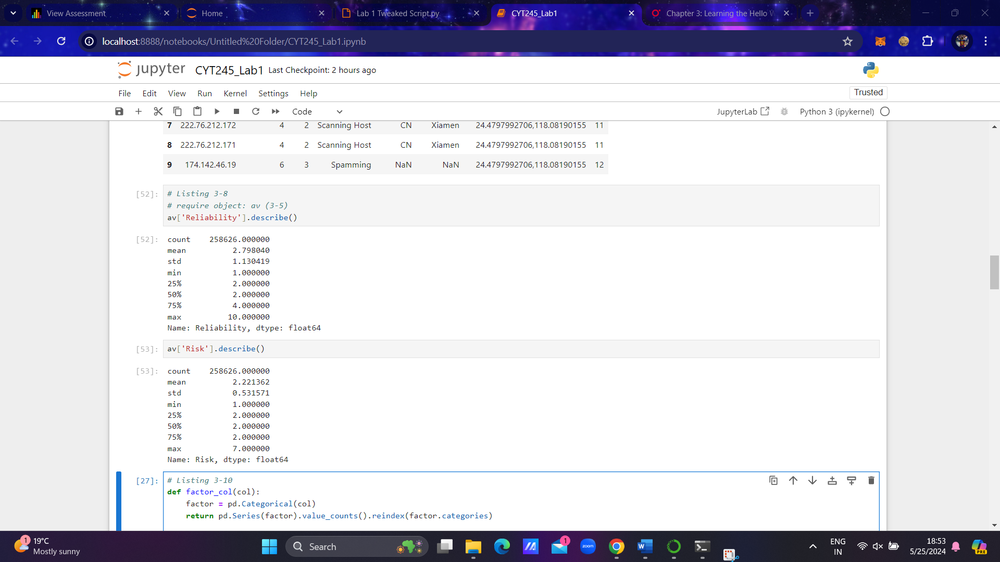 View Assessment
Home
Lab 1 Tweaked Script.py
CYT245_Lab1
Chapter 3: Learning the Hello W
localhost:8888/notebooks/Untitled%20Folder/CYT245_Lab1.ipynb
jupyter CYT245_Lab1 Last Checkpoint: 2 hours ago
File Edit View Run Kernel Settings Help Trusted
Code JupyterLab Python 3 (ipykernel)
7 222.76.212.172 4 2 Scanning Host CN Xiamen 24.4797992706,118.08190155 11
8 222.76.212.171 4 2 Scanning Host CN Xiamen 24.4797992706,118.08190155 11
9 174.142.46.19 6 3 Spamming NaN NaN 24.4797992706,118.08190155 12
[52]: # Listing 3-8
# require object: av (3-5)
av['Reliability'].describe()
[52]: count 258626.000000
mean 2.798040
std 1.130419
min 1.000000
25% 2.000000
50% 2.000000
75% 4.000000
max 10.000000
Name: Reliability, dtype: float64
[53]: av['Risk'].describe()
[53]: count 258626.000000
mean 2.221362
std 0.531571
min 1.000000
25% 2.000000
50% 2.000000
75% 2.000000
max 7.000000
Name: Risk, dtype: float64
[27]: # Listing 3-10
def factor_col(col):
    factor = pd.Categorical(col)
    return pd.Series(factor).value_counts().reindex(factor.categories)
1 19°C
Mostly sunny
Search
1
zoom
W
ENG
IN
18:53
5/25/2024
PRE